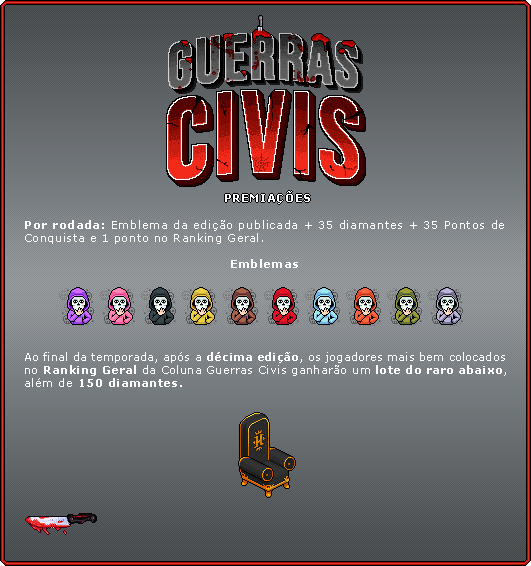 GUERRAS
CIVIS
PREMIAÇÕES
Por rodada: Emblema da edição publicada + 35 diamantes + 35 Pontos de
Conquista e 1 ponto no Ranking Geral.
Emblemas
Ao final da temporada, após a décima edição, os jogadores mais bem colocados
no Ranking Geral da Coluna Guerras Civis ganharão um lote do raro abaixo,
além de 150 diamantes.